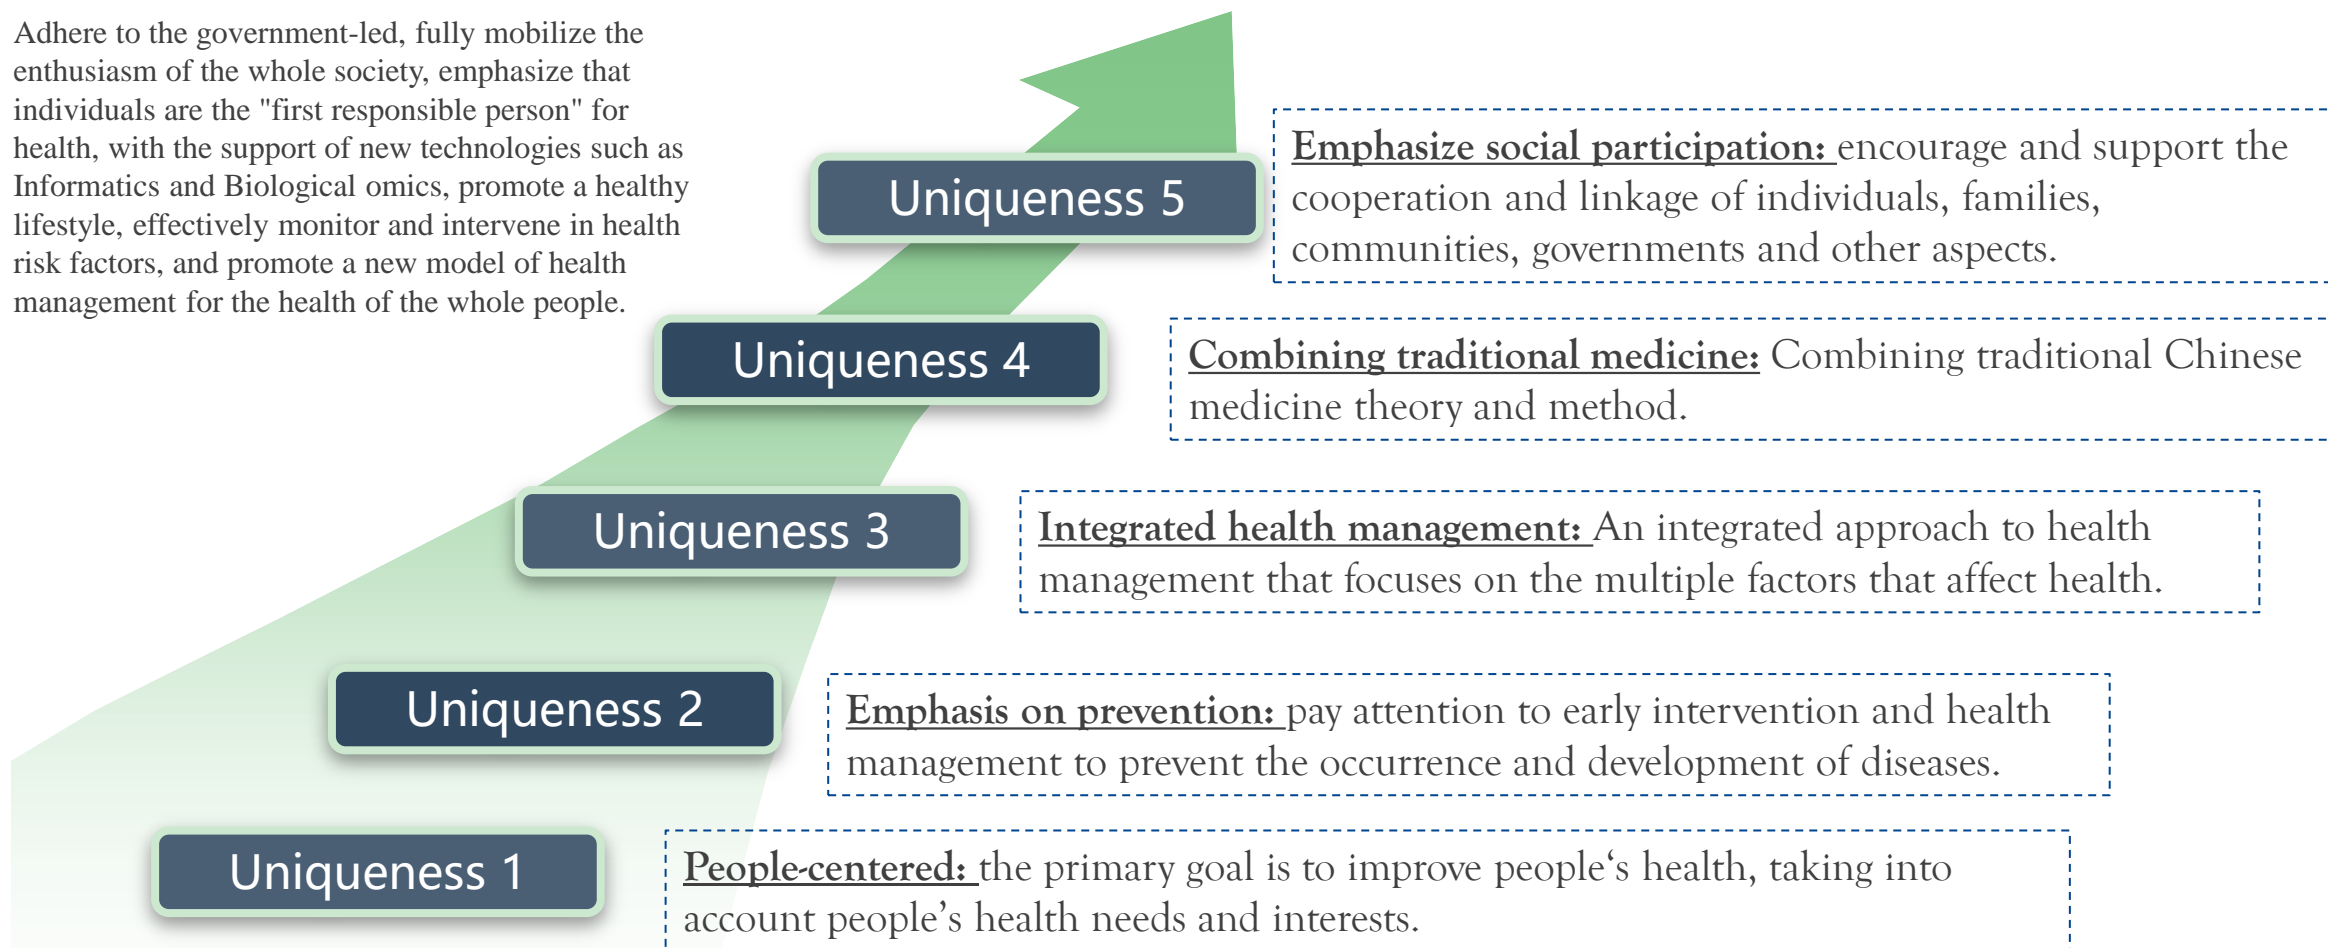 Adhere to the government-led, fully mobilize the
enthusiasm of the whole society, emphasize that
individuals are the "first responsible person" for
health, with the support of new technologies such as
Informatics and Biological omics, promote a healthy
lifestyle, effectively monitor and intervene in health
risk factors, and promote a new model of health
management for the health of the whole people.
Uniqueness 5
Emphasize social participation: encourage and support the
cooperation and linkage of individuals, families,
communities, governments and other aspects.
Uniqueness 4
Combining traditional medicine: Combining traditional Chinese
medicine theory and method.
Uniqueness 3
Integrated health management: An integrated approach to health
management that focuses on the multiple factors that affect health.
Uniqueness 2
Emphasis on prevention: pay attention to early intervention and health
management to prevent the occurrence and development of diseases.
Uniqueness 1
People-centered: the primary goal is to improve people‘s health, taking into
account people’s health needs and interests.